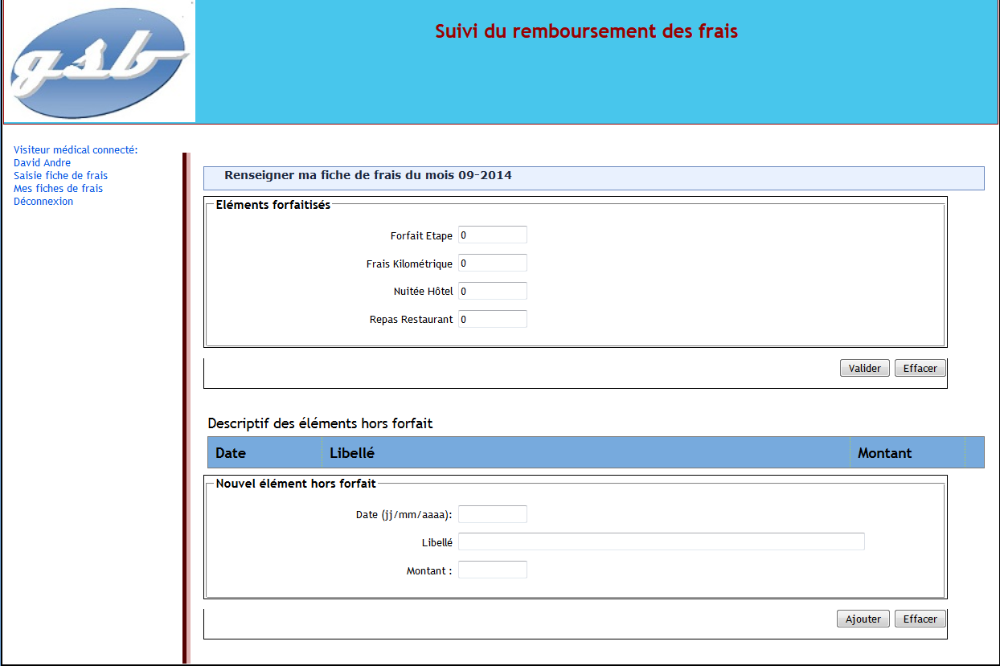 gsb
Suivi du remboursement des frais
Visiteur médical connecté:
David Andre
Saisie fiche de frais
Mes fiches de frais
Déconnexion
Renseigner ma fiche de frais du mois 09-2014
Eléments forfaitisés
Forfait Etape 0
Frais Kilométrique 0
Nuitée Hôtel 0
Repas Restaurant 0
Valider Effacer
Descriptif des éléments hors forfait
Date Libellé Montant
Nouvel élément hors forfait
Date (jj/mm/aaaa):
Libellé
Montant :
Ajouter Effacer